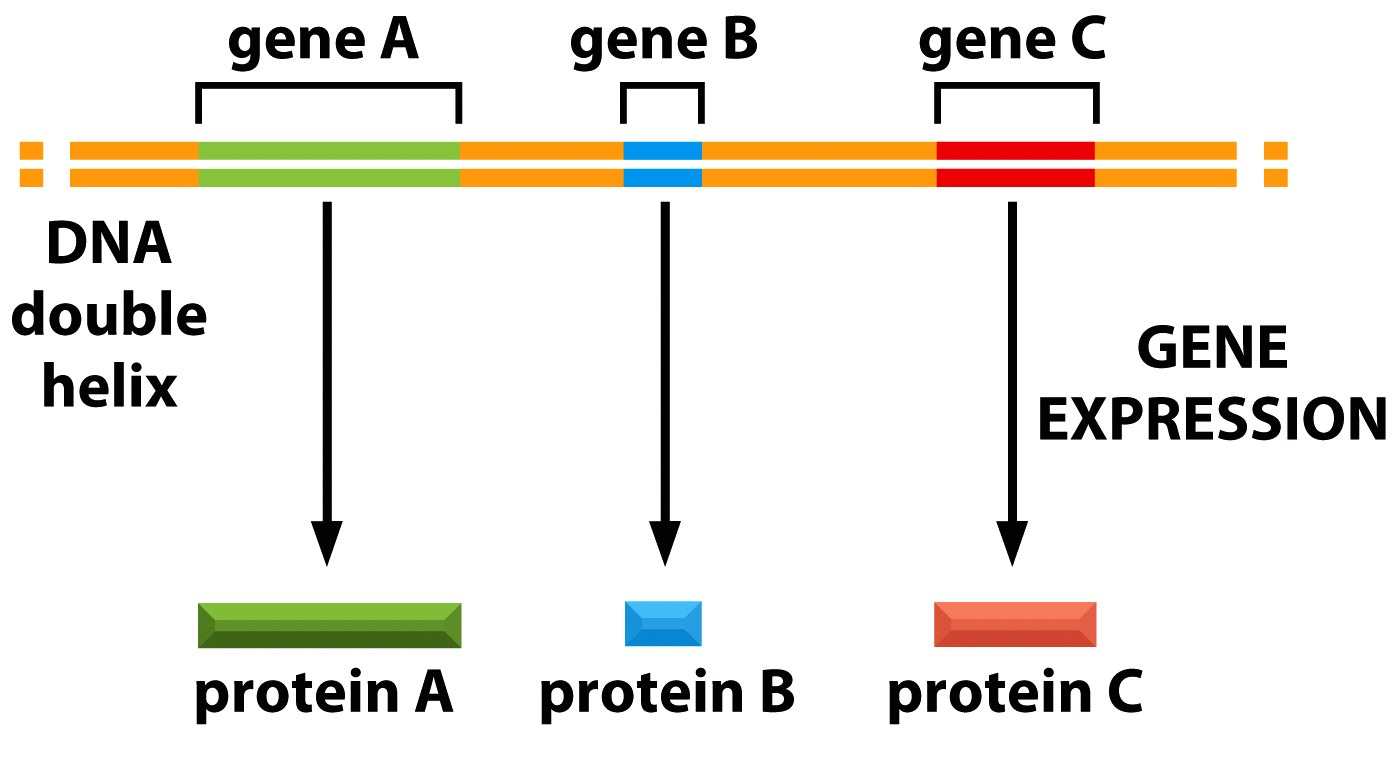 gene A
gene B
gene C
DNA
double
helix
GENE
EXPRESSION
protein A
protein B
protein C